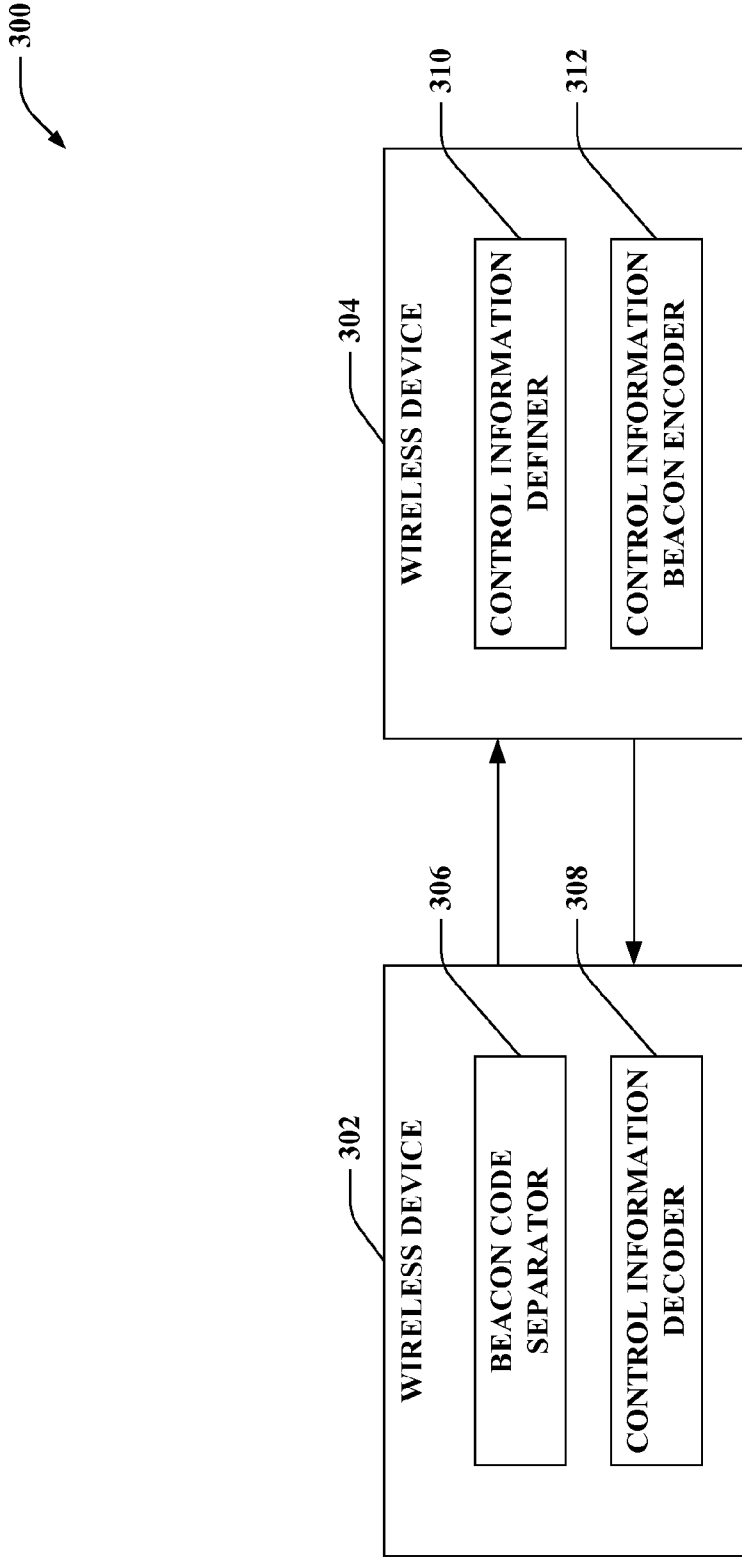 300
302
WIRELESS DEVICE
306
BEACON CODE
SEPARATOR
308
CONTROL INFORMATION
DECODER
304
WIRELESS DEVICE
310
CONTROL INFORMATION
DEFINER
312
CONTROL INFORMATION
BEACON ENCODER